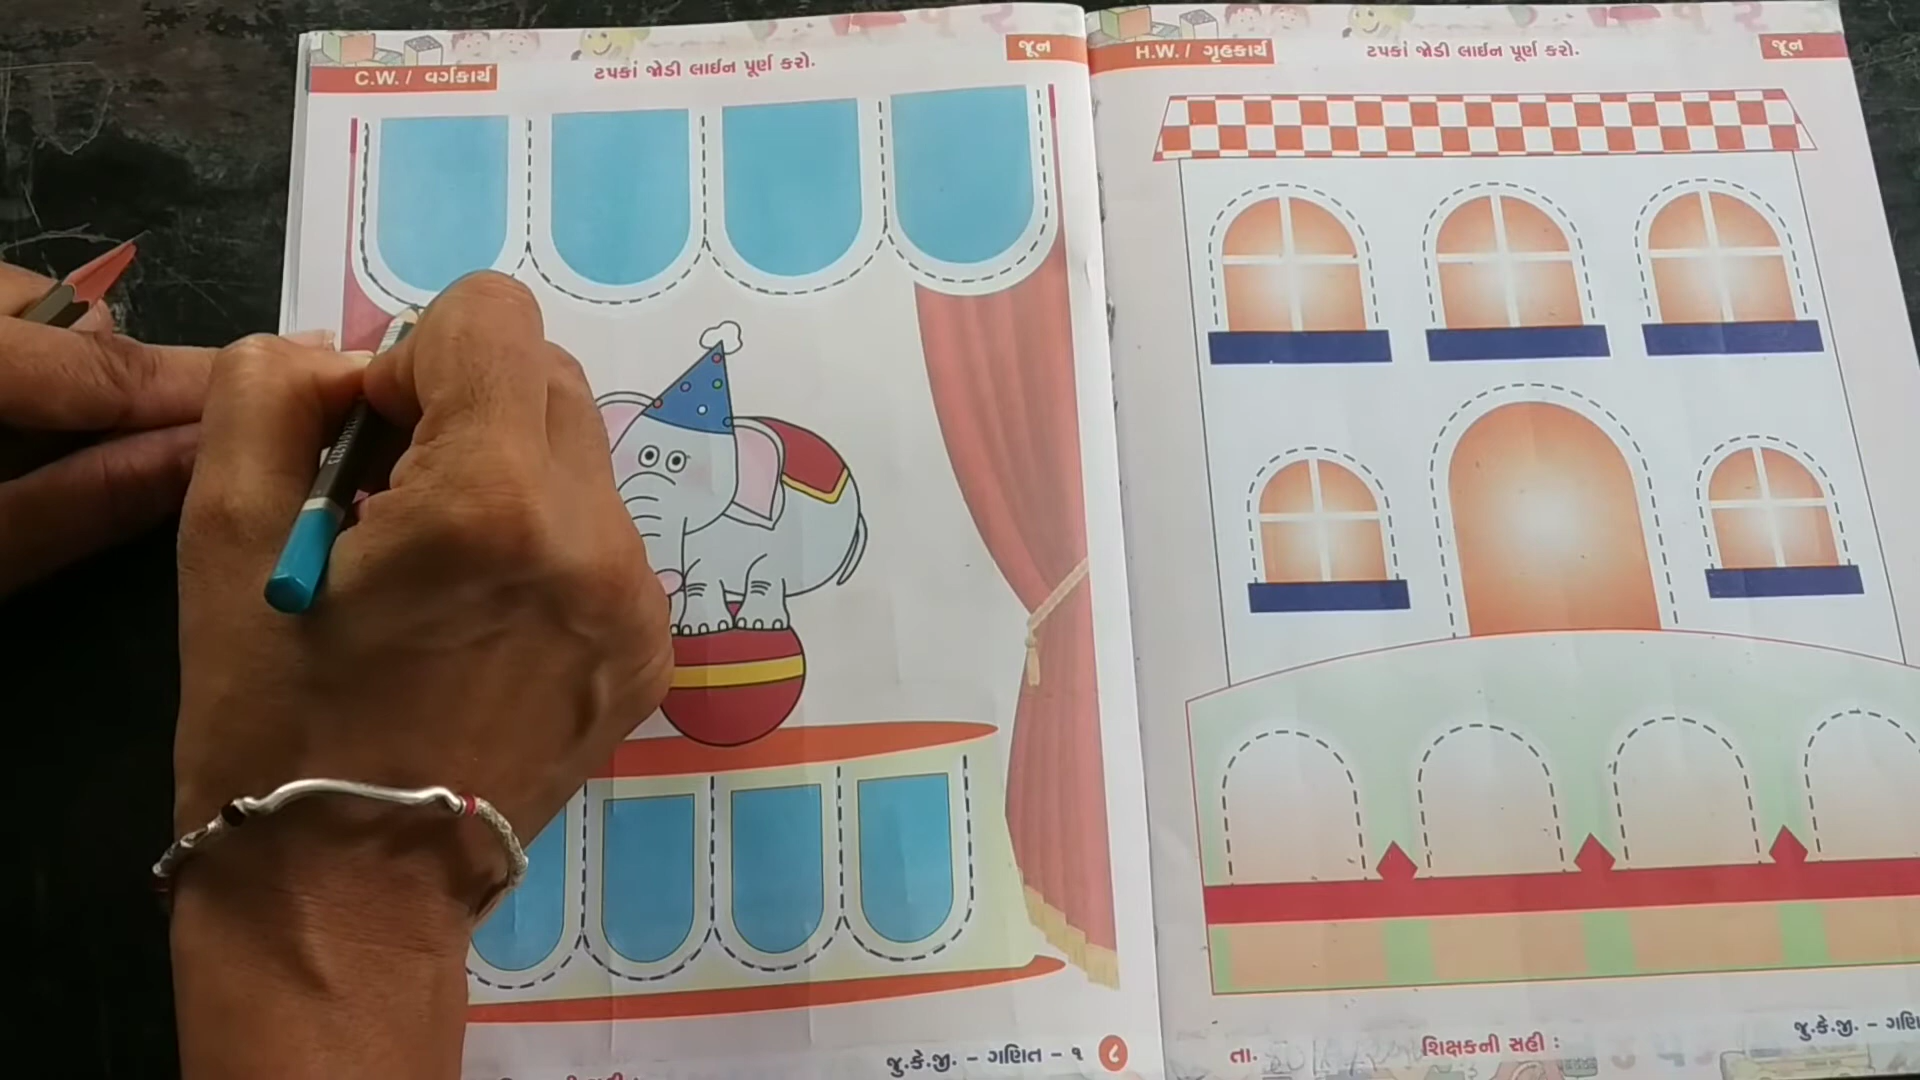 C.W. / વર્ગકાર્ય
ટપકાં જોડી લાઈન પૂર્ણ કરો.
જૂન
જુ.કે.જી. - ગણિત - ૧
૮
H.W. / ગૃહકાર્ય
ટપકાં જોડી લાઈન પૂર્ણ કરો.
જૂન
તા.
શિક્ષકની સહી :
જુ.કે.જી. -